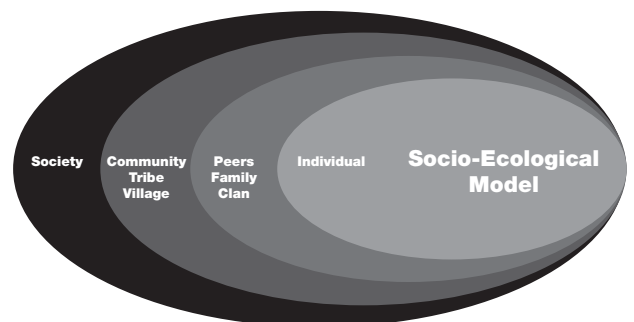 Society
Community
Tribe
Village
Peers
Family
Clan
Individual
Socio-Ecological
Model